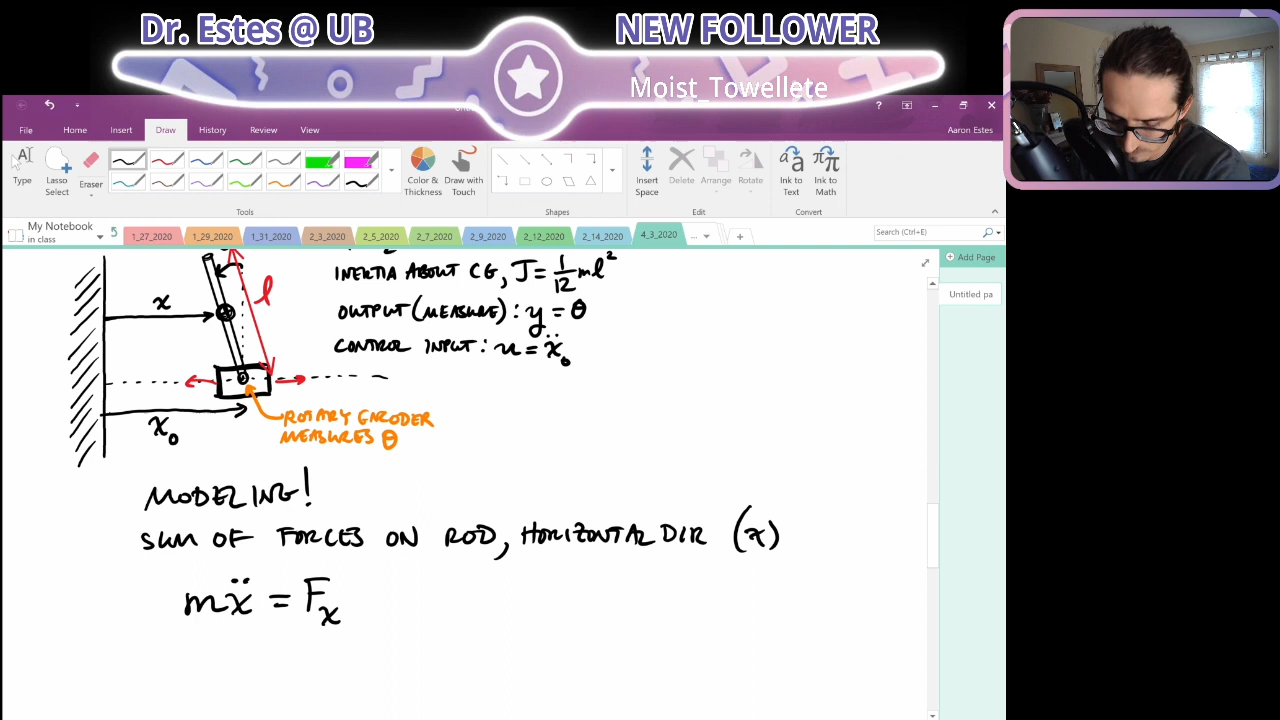 Dr. Estes @ UB
NEW FOLLOWER
Moist_Towellete
Aaron Estes
File Home Insert Draw History Review View
Type Lasso Select Eraser Color & Thickness Draw with Touch Insert Space Delete Arrange Rotate Ink to Text Ink to Math
Tools Shapes Edit Convert
My Notebook
in class
1_27_2020 1_29_2020 1_31_2020 2_3_2020 2_5_2020 2_7_2020 2_9_2020 2_12_2020 2_14_2020 4_3_2020 ... +
Search (Ctrl+E)
Add Page
Untitled pa
INERTIA ABOUT CG, J = 1/12 ml²
OUTPUT (MEASURE): y = θ
CONTROL INPUT: u = ẍ₀
x
l
x₀
ROTARY ENCODER
MEASURES θ
MODELING!
SUM OF FORCES ON ROD, HORIZONTAL DIR (x)
mẍ = Fₓ